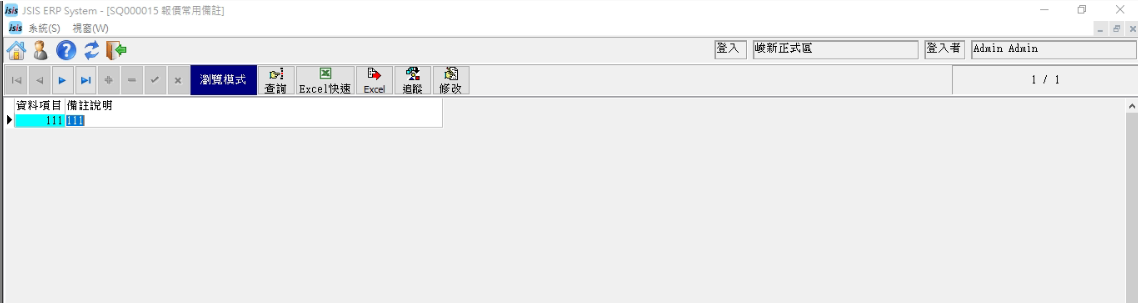 jsis JSIS ERP System - [SQ000015 報價常用備註]
jsis 系統(S) 視窗(W)
登入 峻新正式區 登入者 Admin Admin
瀏覽模式 查詢 Excel快速 Excel 追蹤 修改 1 / 1
資料項目 備註說明
111 111